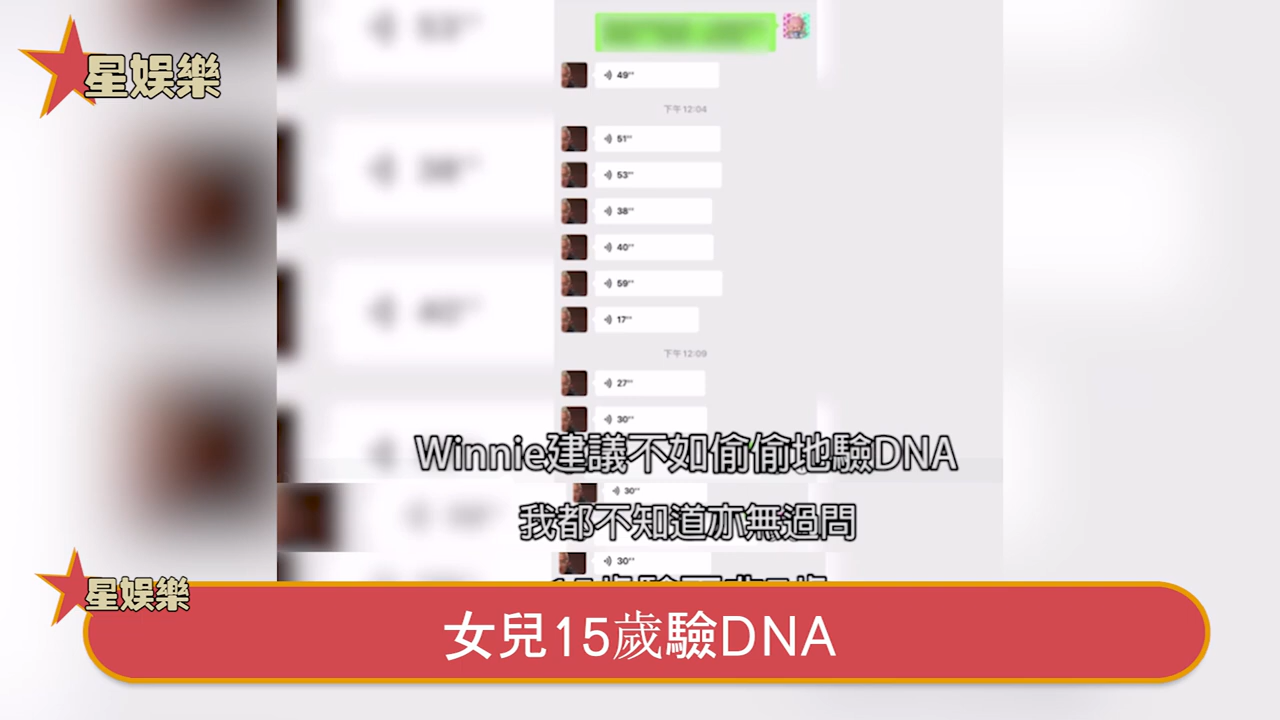 星娛樂
49"
下午12:04
51"
53"
38"
40"
59"
17"
下午12:09
27"
30"
Winnie建議不如偷偷地驗DNA
30"
我都不知道亦無過問
30"
星娛樂
女兒15歲驗DNA